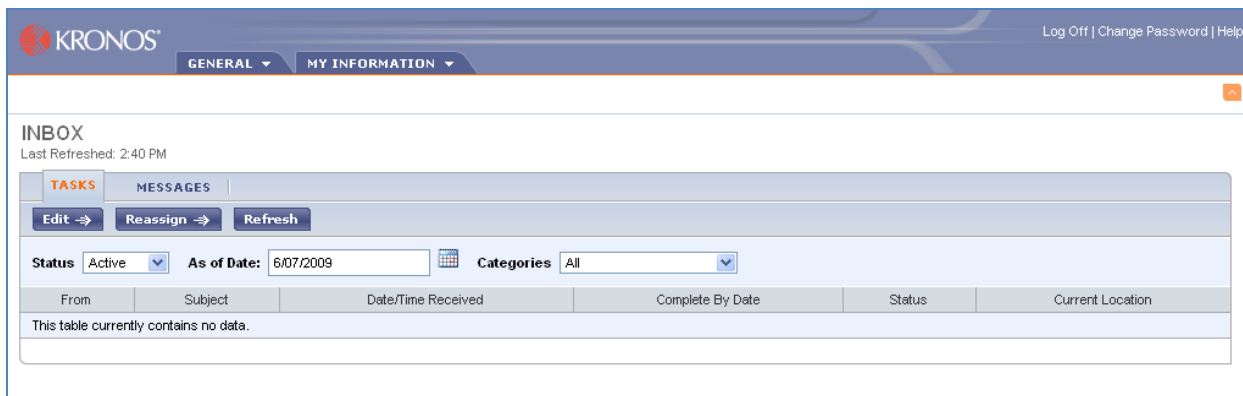 KRONOS®
Log Off | Change Password | Help
GENERAL MY INFORMATION
INBOX
Last Refreshed: 2:40 PM
TASKS MESSAGES
Edit Reassign Refresh
Status Active As of Date: 6/07/2009 Categories All
From Subject Date/Time Received Complete By Date Status Current Location
This table currently contains no data.